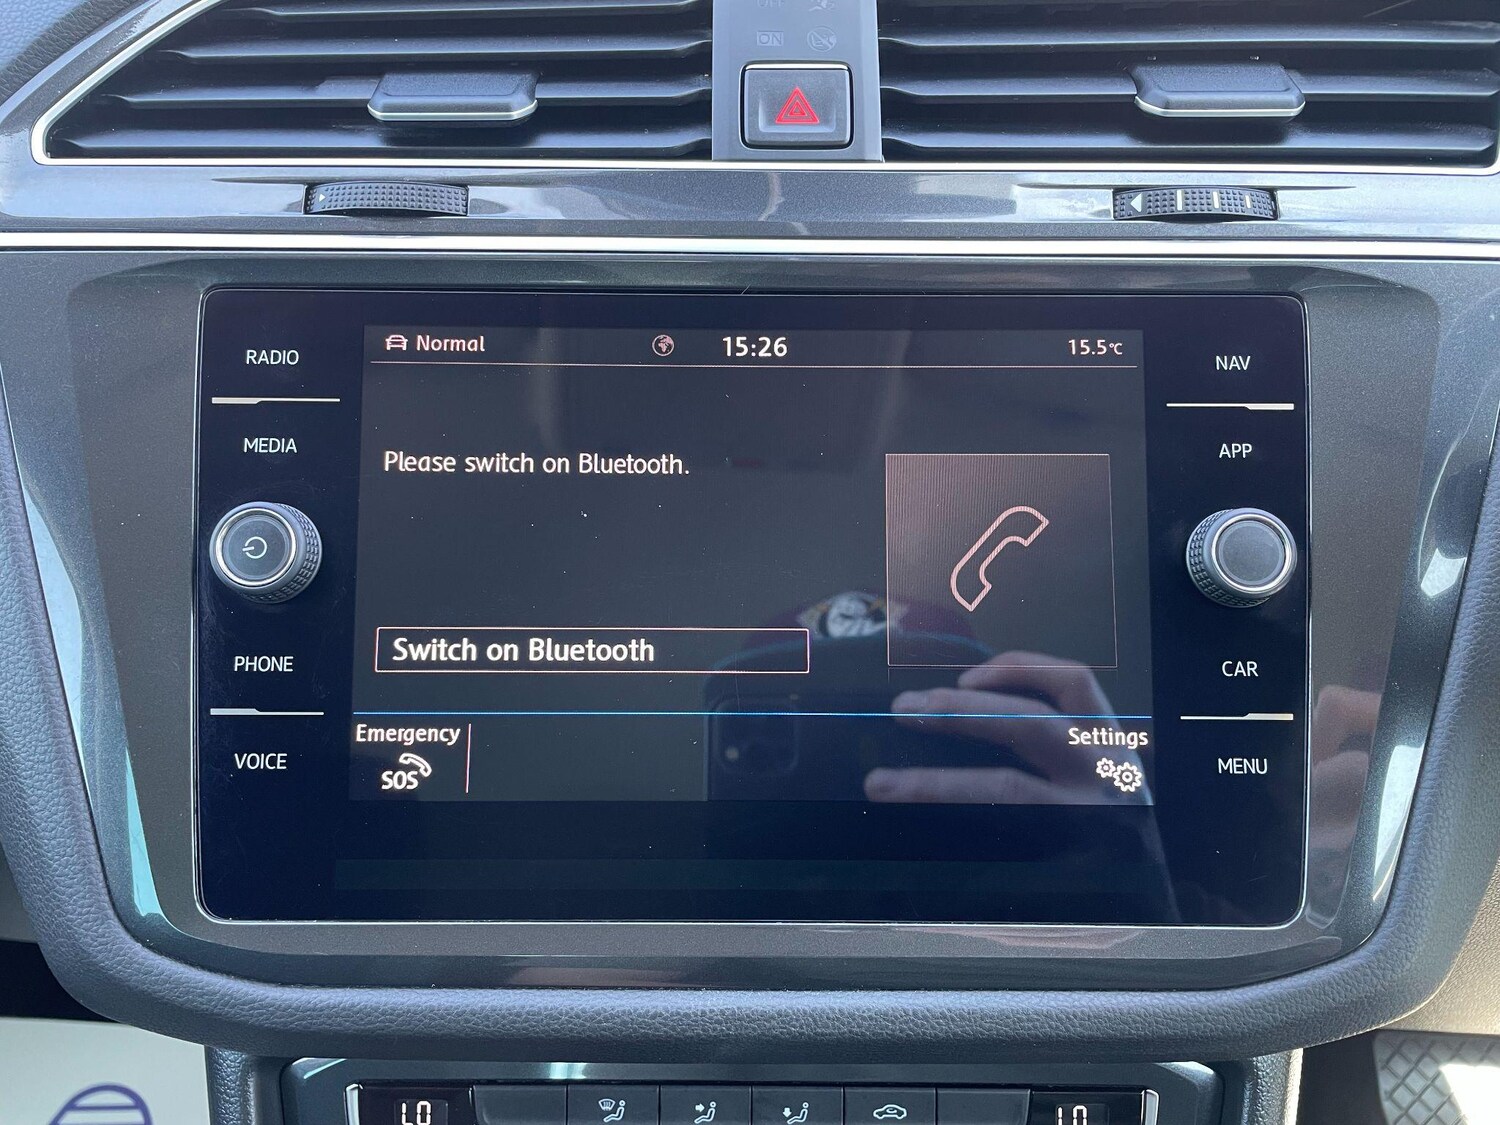 OFF
ON
RADIO
MEDIA
PHONE
VOICE
Normal
15:26
15.5°C
Please switch on Bluetooth.
Switch on Bluetooth
Emergency
SOS
Settings
NAV
APP
CAR
MENU
LO
LO